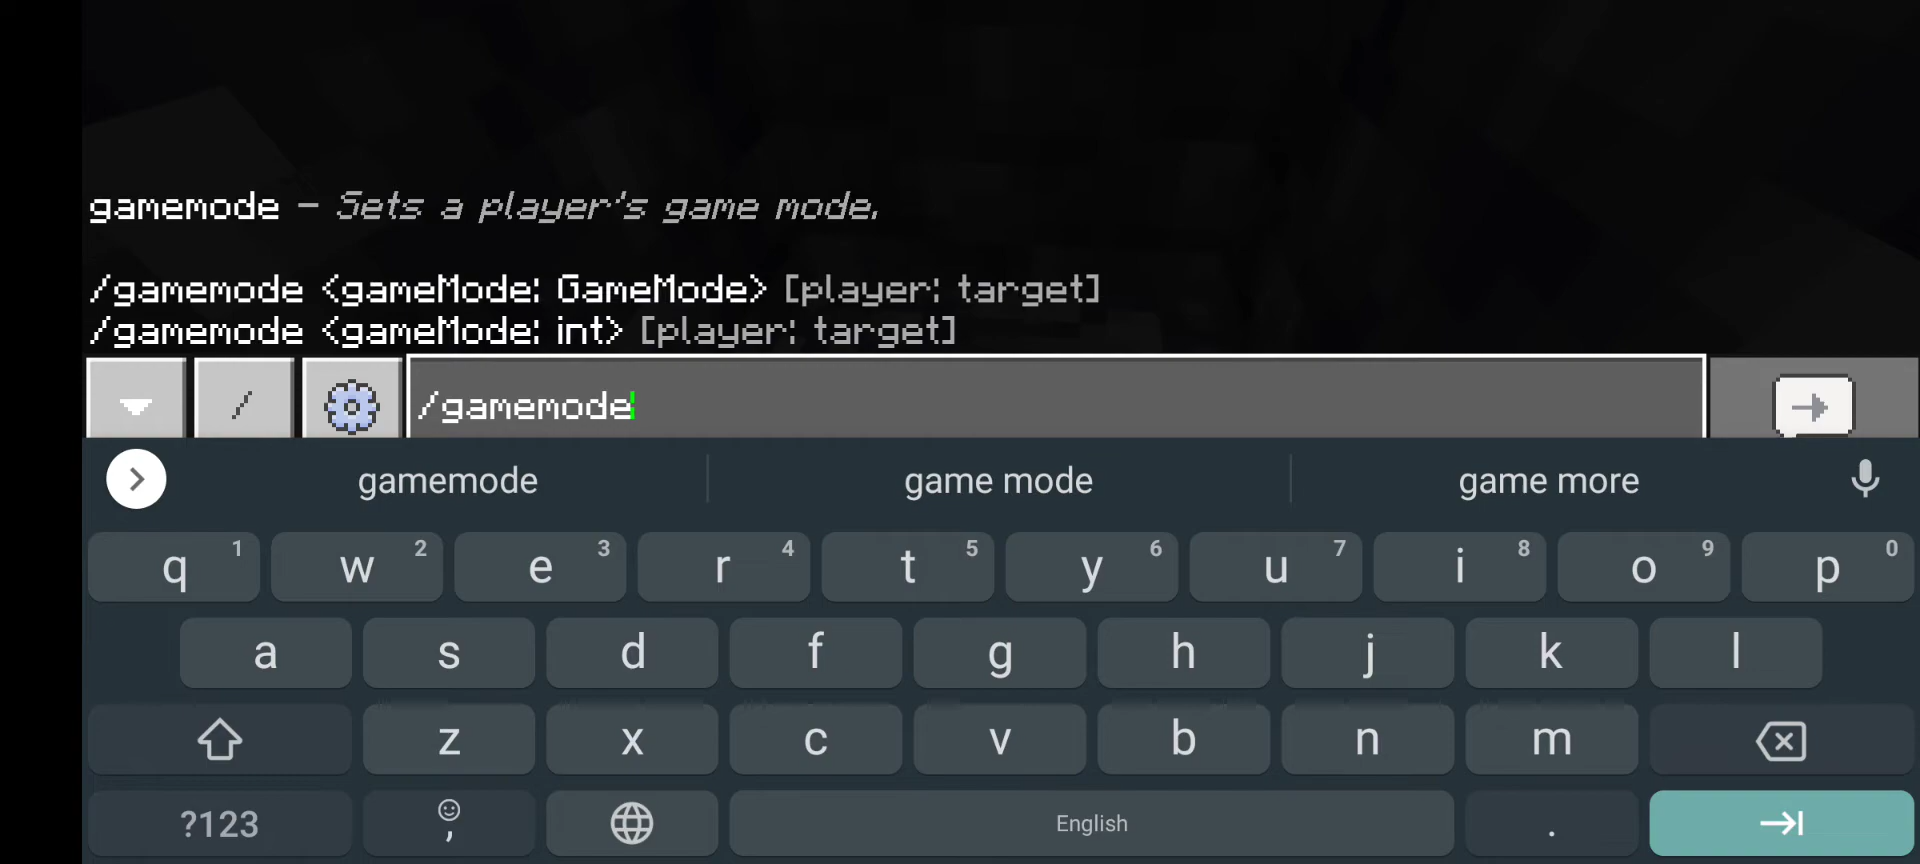 gamemode – Sets a player's game mode.
/gamemode <gameMode: GameMode> [player: target]
/gamemode <gameMode: int> [player: target]
/ /gamemode
gamemode game mode game more
q 1 w 2 e 3 r 4 t 5 y 6 u 7 i 8 o 9 p 0
a s d f g h j k l
z x c v b n m
?123 , English .